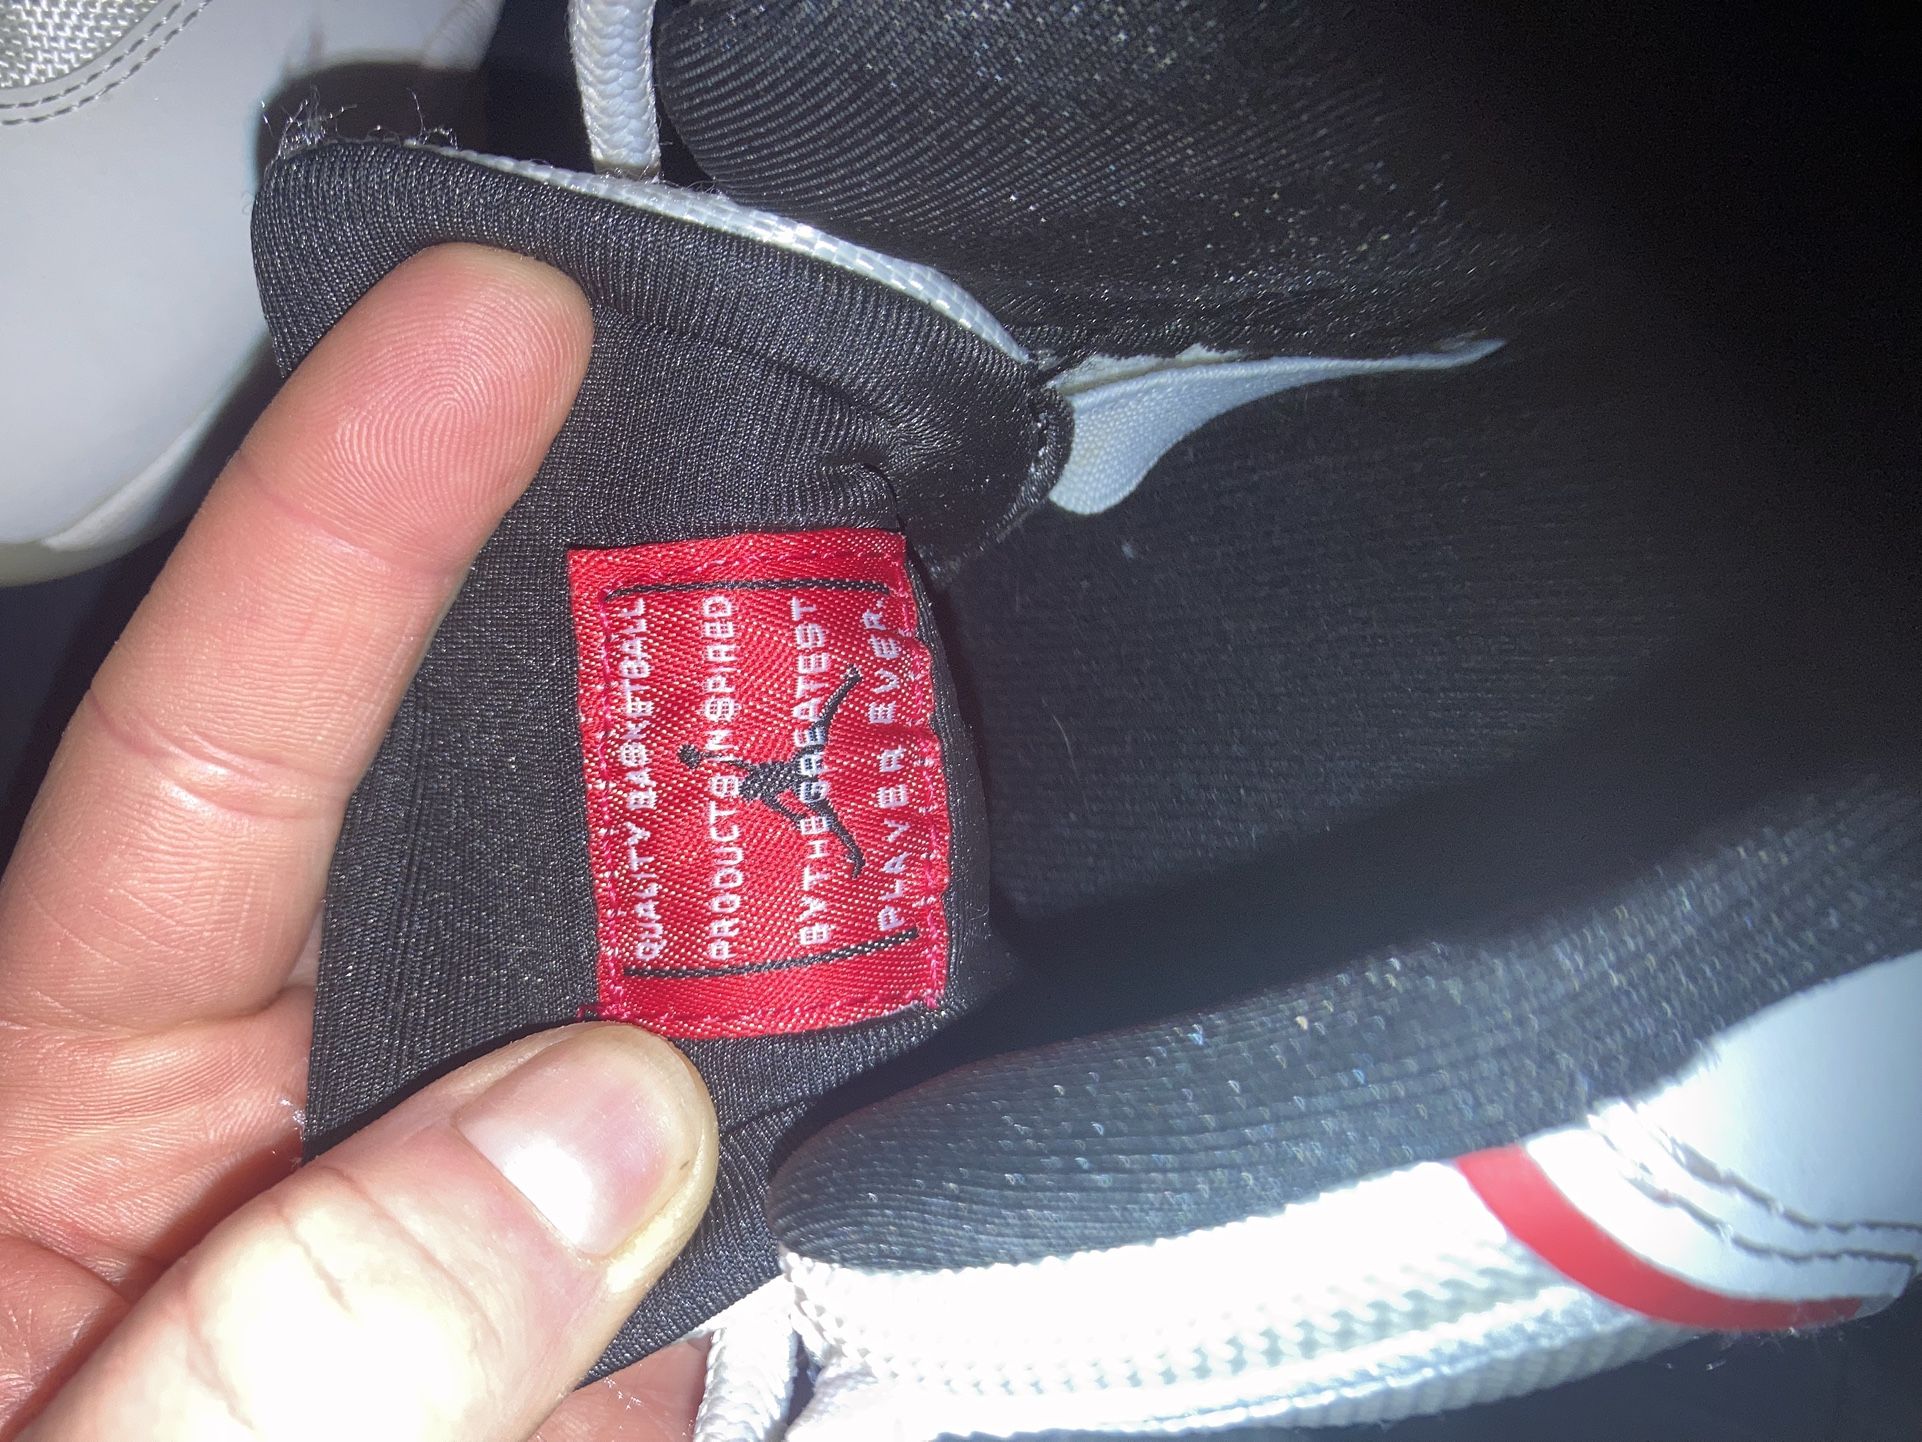 QUALITY BASKETBALL
PRODUCTS INSPIRED
BY THE GREATEST
PLAYER EVER.